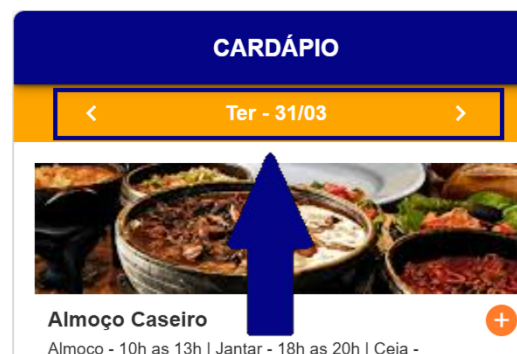 CARDÁPIO
Ter - 31/03
Almoço Caseiro
Almoço - 10h as 13h | Jantar - 18h as 20h | Ceia -